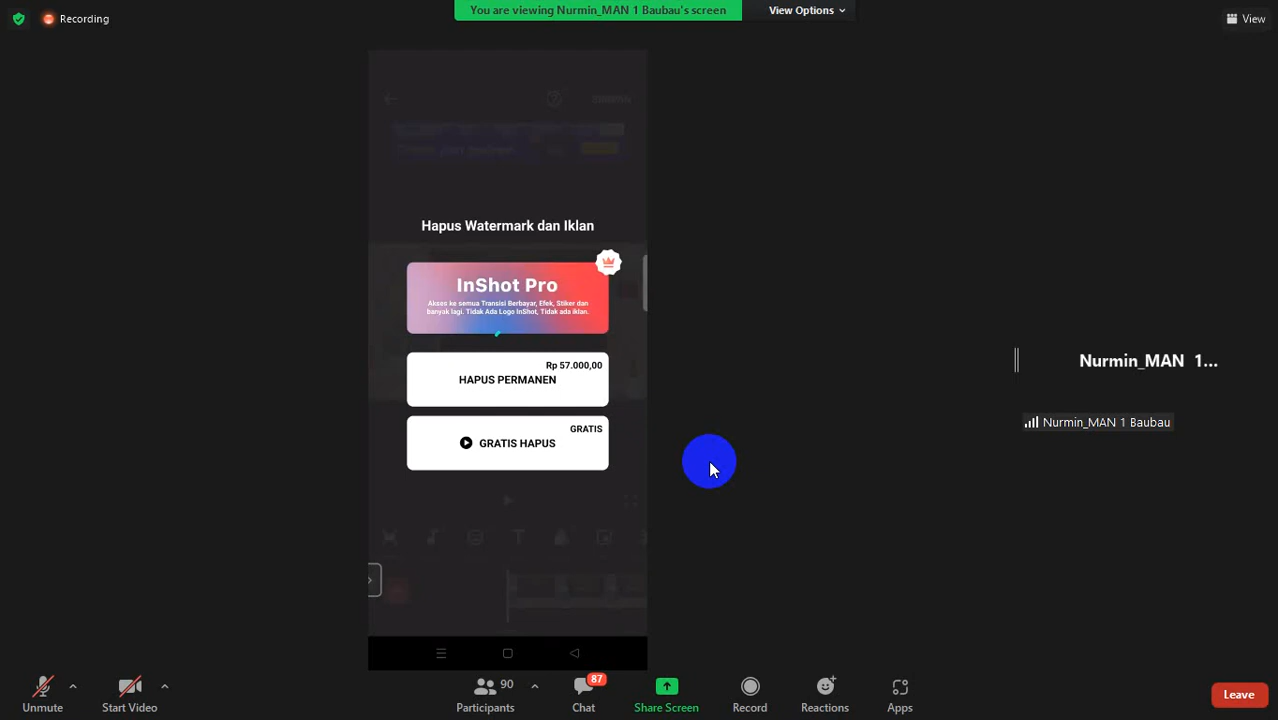 Recording
You are viewing Nurmin_MAN 1 Baubau's screen
View Options
View
Hapus Watermark dan Iklan
InShot Pro
Akses ke semua Transisi Berbayar, Efek, Stiker dan
banyak lagi. Tidak Ada Logo InShot, Tidak ada iklan.
Rp 57.000,00
HAPUS PERMANEN
GRATIS
GRATIS HAPUS
Nurmin_MAN 1...
Nurmin_MAN 1 Baubau
Unmute
Start Video
90
Participants
87
Chat
Share Screen
Record
Reactions
Apps
Leave